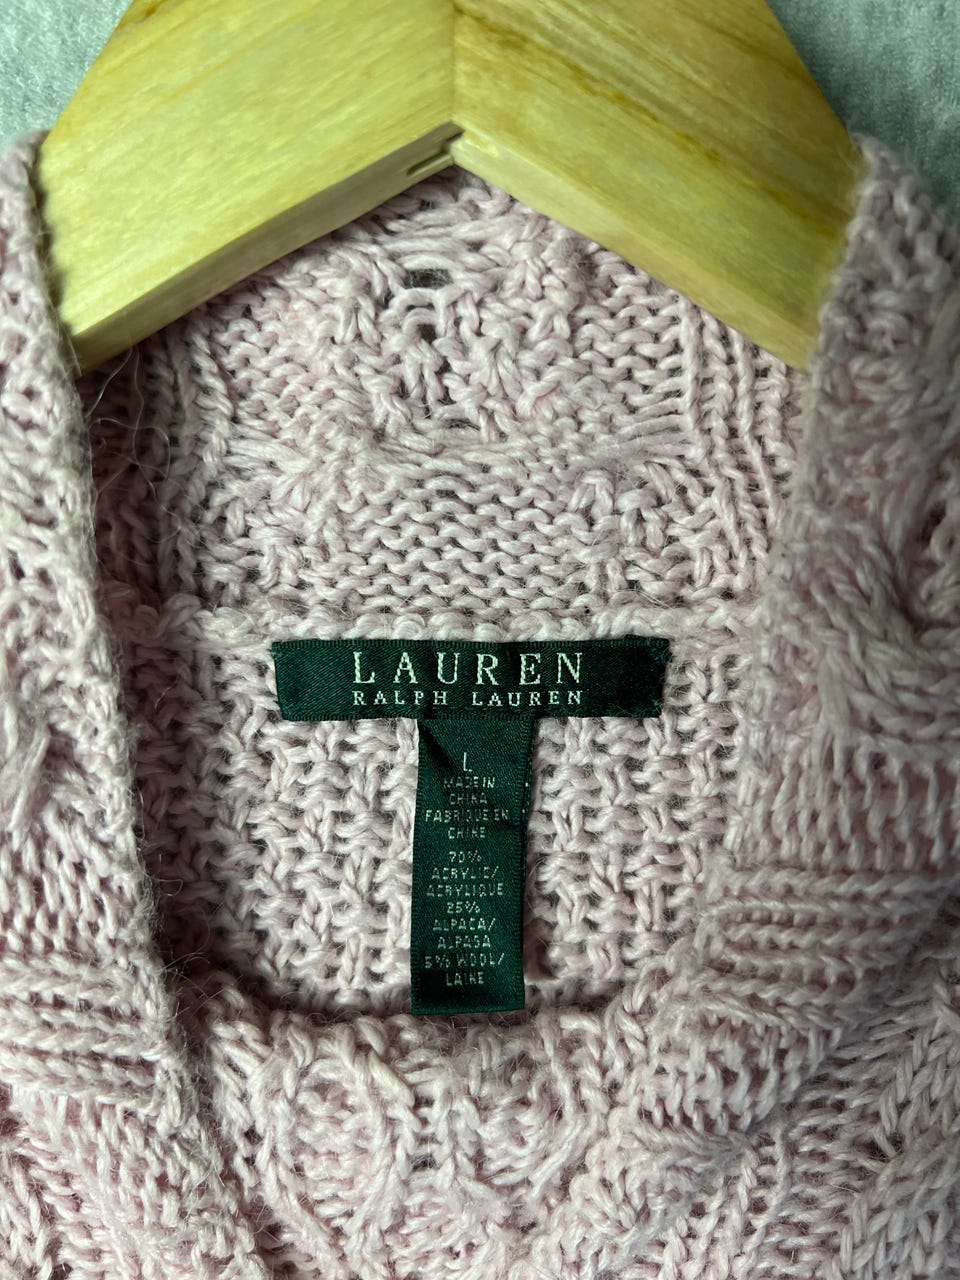 LAUREN
RALPH LAUREN
L
MADE IN
CHINA
FABRIQUE EN
CHINE
70%
ACRYLIC/
ACRYLIQUE
25%
ALPACA/
ALPAGA
5% WOOL/
LAINE